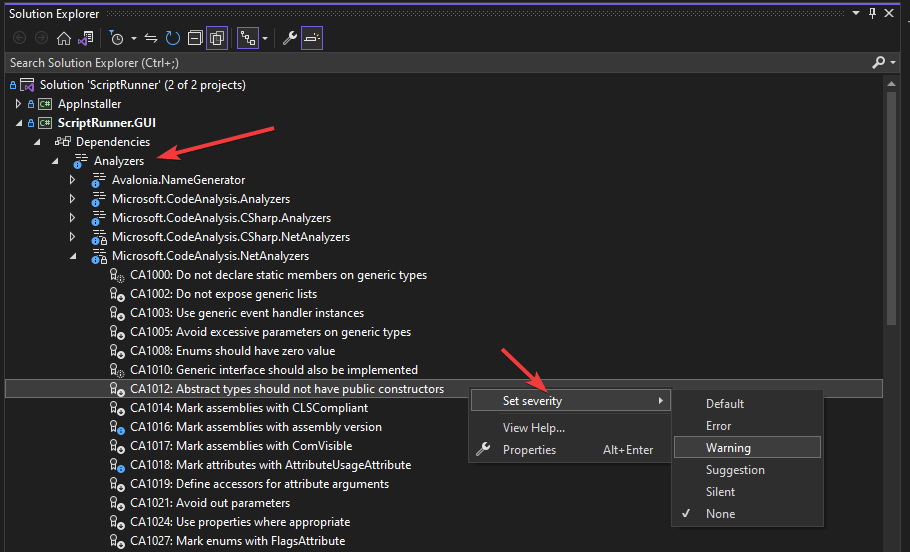 Solution Explorer
Search Solution Explorer (Ctrl+;)
Solution 'ScriptRunner' (2 of 2 projects)
C# AppInstaller
C# ScriptRunner.GUI
Dependencies
Analyzers
Avalonia.NameGenerator
Microsoft.CodeAnalysis.Analyzers
Microsoft.CodeAnalysis.CSharp.Analyzers
Microsoft.CodeAnalysis.CSharp.NetAnalyzers
Microsoft.CodeAnalysis.NetAnalyzers
CA1000: Do not declare static members on generic types
CA1002: Do not expose generic lists
CA1003: Use generic event handler instances
CA1005: Avoid excessive parameters on generic types
CA1008: Enums should have zero value
CA1010: Generic interface should also be implemented
CA1012: Abstract types should not have public constructors
CA1014: Mark assemblies with CLSCompliant
CA1016: Mark assemblies with assembly version
CA1017: Mark assemblies with ComVisible
CA1018: Mark attributes with AttributeUsageAttribute
CA1019: Define accessors for attribute arguments
CA1021: Avoid out parameters
CA1024: Use properties where appropriate
CA1027: Mark enums with FlagsAttribute
Set severity
View Help...
Properties Alt+Enter
Default
Error
Warning
Suggestion
Silent
None